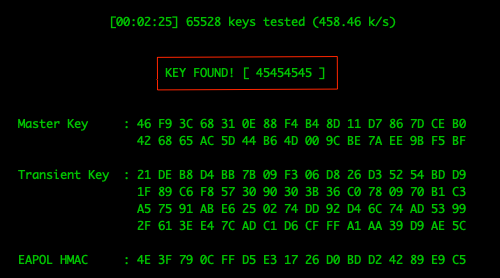 [00:02:25] 65528 keys tested (458.46 k/s)
KEY FOUND! [ 45454545 ]
Master Key : 46 F9 3C 68 31 0E 88 F4 B4 8D 11 D7 86 7D CE B0
42 68 65 AC 5D 44 B6 4D 00 9C BE 7A EE 9B F5 BF
Transient Key : 21 DE B8 D4 BB 7B 09 F3 06 D8 26 D3 52 54 BD D9
1F 89 C6 F8 57 30 90 30 3B 36 C0 78 09 70 B1 C3
A5 75 91 AB E6 25 02 74 DD 92 D4 6C 74 AD 53 99
2F 61 3E E4 7C AD C1 D6 CF FF A1 AA 39 D9 AE 5C
EAPOL HMAC : 4E 3F 79 0C FF D5 E3 17 26 D0 BD D2 42 89 E9 C5